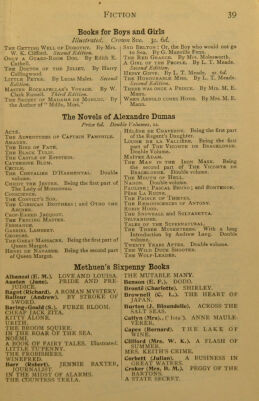 FICTION 39
Books for Boys and Girls
Illustrated. Crown 8vo. 3s. 6d.
THE GETTING WELL OF DOROTHY. By Mrs.
W. K. Clifford. Second Edition.
ONLY A GUARD-ROOM DOG. By Edith E.
Cuthell.
THE DOCTOR OF THE JULIET. By Harry
Collingwood.
LITTLE PETER. By Lucas Malet. Second
Edition.
MASTER ROCKAFELLAR'S VOYAGE. By W.
Clark Russell. Third Edition.
THE SECRET OF MADAME DE MONLUC. By
the Author of "Mdlle. Mori."
SYD BELTON: Or, the Boy who would not go
to Sea. By G. Manville Fenn.
THE RED GRANGE. By Mrs. Molesworth.
A GIRL OF THE PEOPLE. By L. T. Meade.
Second Edition.
HEPSY GIPSY. By L. T. Meade. 2s. 6d.
THE HONOURABLE MISS. By L. T. Meade.
Second Edition.
THERE WAS ONCE A PRINCE. By Mrs. M. E.
Mann.
WHEN ARNOLD COMES HOME. By Mrs. M. E.
Mann.
The Novels of Alexandre Dumas
Price 6d. Double Volumes, 1s.
ACTÉ.
THE ADVENTURES OF CAPTAIN PAMPHILE.
AMAURY.
THE BIRD OF FATE.
THE BLACK TULIP.
THE CASTLE OF EPPSTEIN.
CATHERINE BLUM.
CECILE.
THE CHEVALIER D'HARMENTAL. Double
volume.
CHICOT THE JESTER. Being the first part of
The Lady of Monsoreau.
CONSCIENCE.
THE CONVICT'S SON.
THE CORSICAN BROTHERS; and OTHO THE
ARCHER.
CROP-EARED JACQUOT.
THE FENCING MASTER.
FERNANDE.
GABRIEL LAMBERT.
GEORGES.
THE GREAT MASSACRE. Being the first part of
Queen Margot.
HENRI DE NAVARRE. Being the second part
of Queen Margot.
HÉLÈNE DE CHAVERNY. Being the first part
of the Regent's Daughter.
LOUISE DE LA VALLIÈRE. Being the first
part of THE VICOMTE DE BRAGELONNE.
Double Volume.
MAÎTRE ADAM.
THE MAN IN THE IRON MASK. Being
the second part of THE VICOMTE DE
BRAGELONNE. Double volume.
THE MOUTH OF HELL.
NANON. Double volume.
PAULINE; PASCAL BRUNO; and BONTEKOE.
PÈRE LA RUINE.
THE PRINCE OF THIEVES.
THE REMINISCENCES OF ANTONY.
ROBIN HOOD.
THE SNOWBALL AND SULTANETTA.
SYLVANDIRE.
TALES OF THE SUPERNATURAL.
THE THREE MUSKETEERS. With a long
Introduction by Andrew Lang. Double
volume.
TWENTY YEARS AFTER. Double volume.
THE WILD DUCK SHOOTER.
THE WOLF-LEADER.
Methuen's Sixpenny Books
Albanesi (E. M.). LOVE AND LOUISA.
Austen (Jane). PRIDE AND PRE-
JUDICE.
Bagot (Richard). A ROMAN MYSTERY
Balfour (Andrew). BY STROKE OF
SWORD.
Baring-Gould (S.). FURZE BLOOM.
CHEAP JACK ZITA.
KITTY ALONE.
URITH.
THE BROOM SQUIRE.
IN THE ROAR OF THE SEA.
NOÉMI.
A BOOK OF FAIRY TALES. Illustrated.
LITTLE TU'PENNY.
THE FROBISHERS.
WINEFRED.
Barr (Robert). JENNIE BAXTER,
JOURNALIST.
IN THE MIDST OF ALARMS.
THE COUNTESS TEKLA.
THE MUTABLE MANY.
Benson (E. F.). DODO.
Brontë (Charlotte). SHIRLEY.
Brownell (C. L.). THE HEART OF
JAPAN.
Burton (J. Bloundelle). ACROSS THE
SALT SEAS.
Caffyn (Mrs.), ('Iota'). ANNE MAULE-
VERER.
Capes (Bernard). THE LAKE OF
WINE.
Clifford (Mrs. W. K.). A FLASH OF
SUMMER.
MRS. KEITH'S CRIME.
Corbett (Julian). A BUSINESS IN
GREAT WATERS.
Croker (Mrs. B. M.). PEGGY OF THE
BARTONS.
A STATE SECRET.